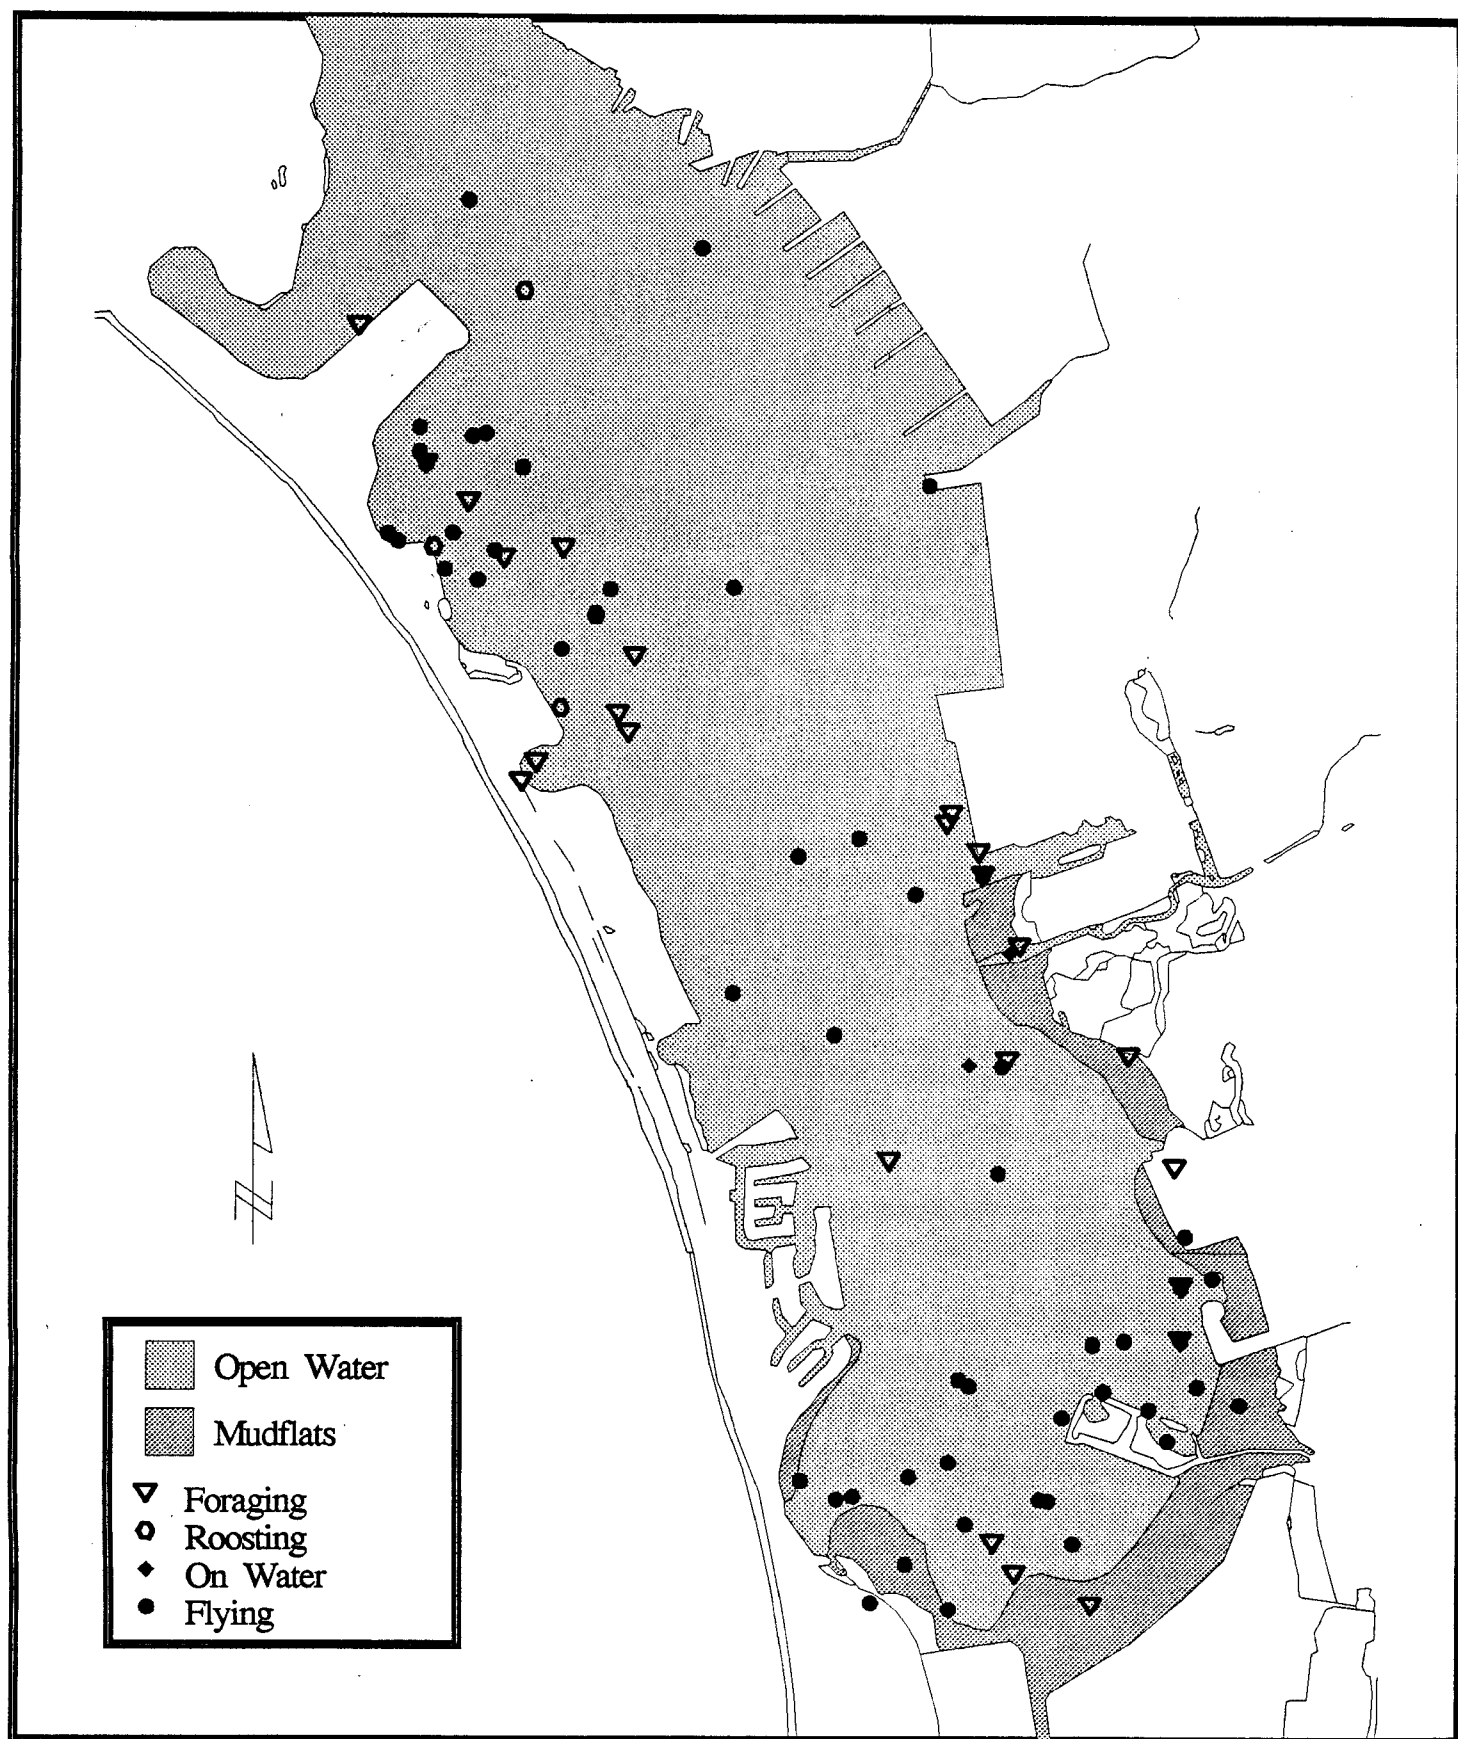 Open Water
Mudflats
Foraging
Roosting
On Water
Flying
N